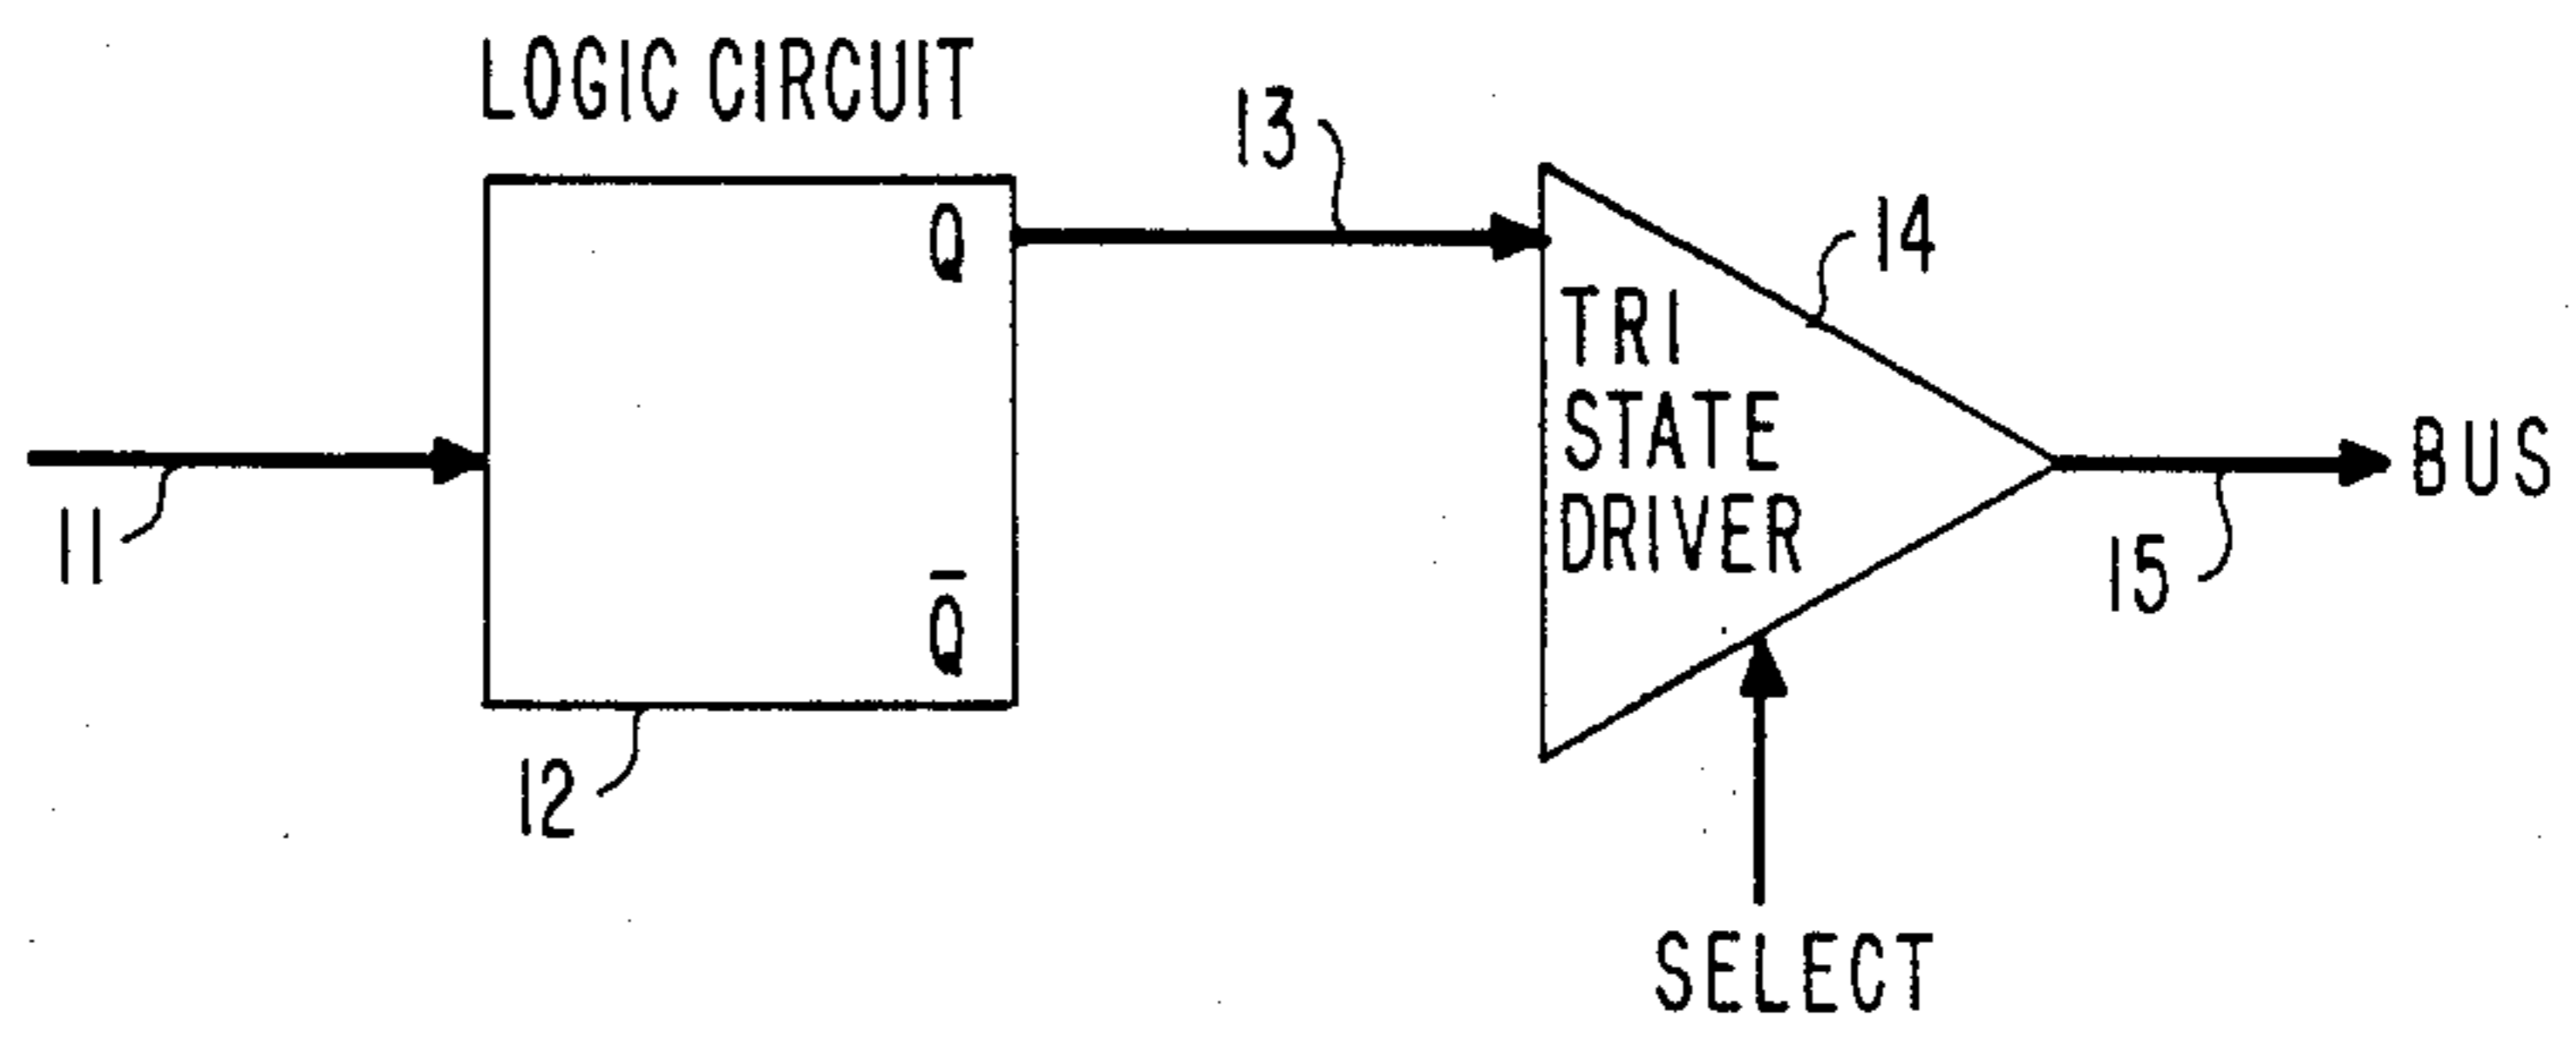 LOGIC CIRCUIT
13
Q
14
TRI
STATE
DRIVER
BUS
11
15
Q̅
12
SELECT